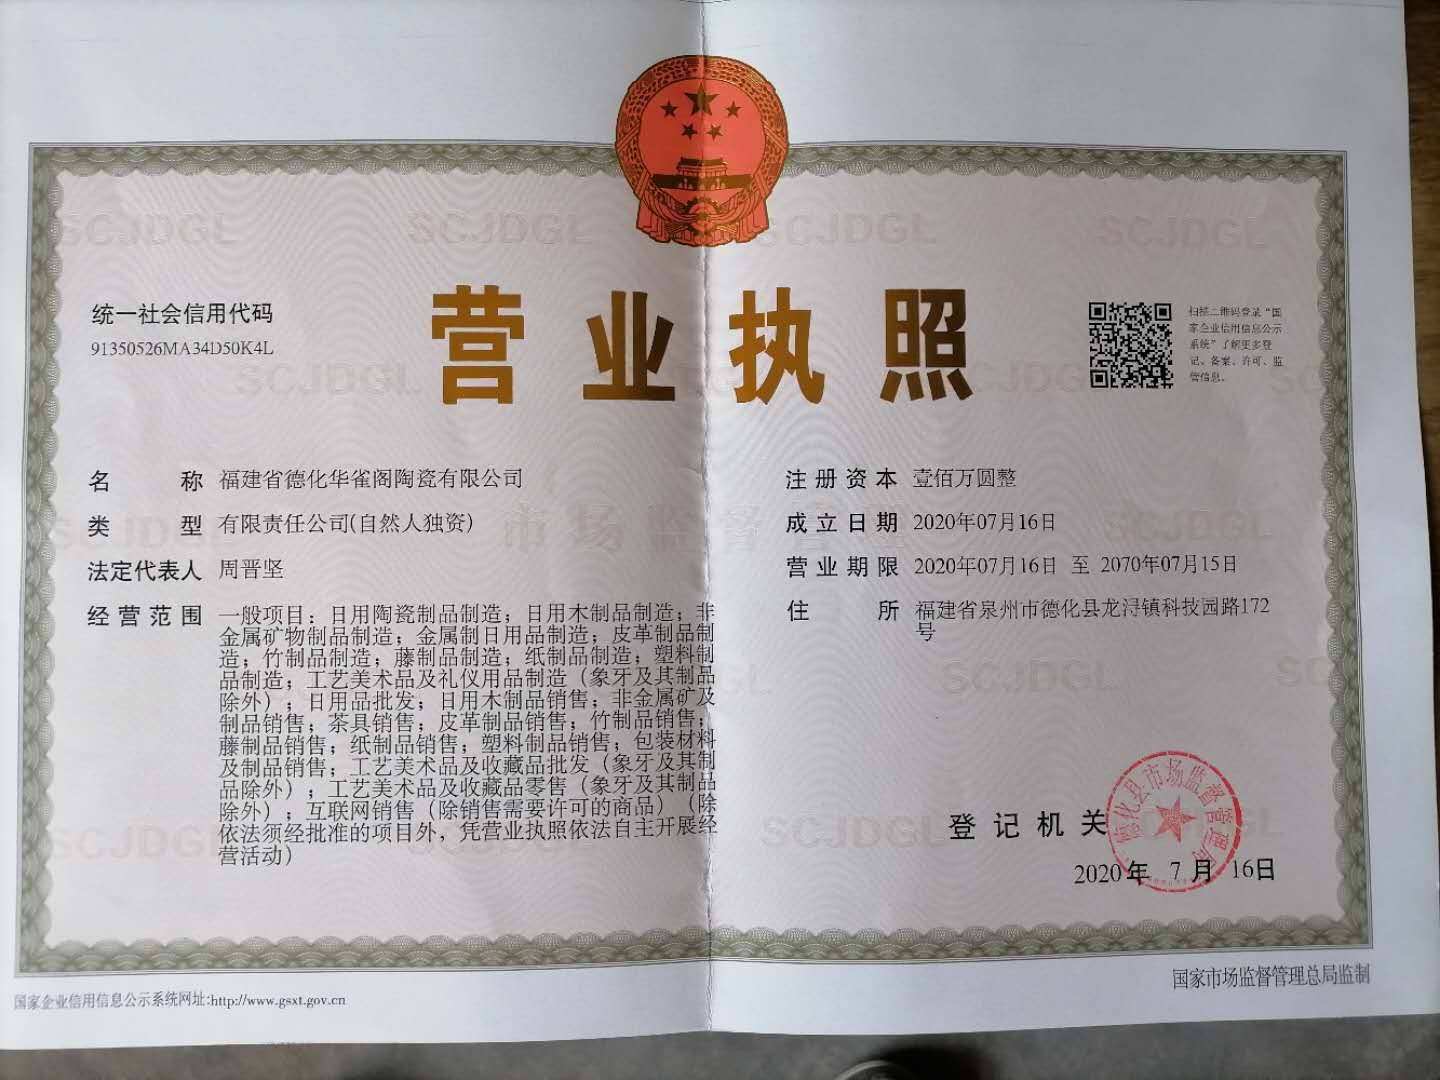 营业执照
统一社会信用代码
91350526MA34D50K4L
扫描二维码登录“国
家企业信用信息公示
系统”了解更多登
记、备案、许可、监
管信息。
名称 福建省德化华雀阁陶瓷有限公司
类型 有限责任公司(自然人独资)
法定代表人 周晋坚
经营范围 一般项目：日用陶瓷制品制造；日用木制品制造；非
金属矿物制品制造；金属制日用品制造；皮革制品制
造；竹制品制造；藤制品制造；纸制品制造；塑料制
品制造；工艺美术品及礼仪用品制造（象牙及其制品
除外）；日用品批发；日用木制品销售；非金属矿及
制品销售；茶具销售；皮革制品销售；竹制品销售；
藤制品销售；纸制品销售；塑料制品销售；包装材料
及制品销售；工艺美术品及收藏品批发（象牙及其制
品除外）；工艺美术品及收藏品零售（象牙及其制品
除外）；互联网销售（除销售需要许可的商品）（除
依法须经批准的项目外，凭营业执照依法自主开展经
营活动）
注册资本 壹佰万圆整
成立日期 2020年07月16日
营业期限 2020年07月16日 至 2070年07月15日
住所 福建省泉州市德化县龙浔镇科技园路172
号
登记机关
德化县市场监督管理局
2020年 7月 16日
国家企业信用信息公示系统网址:http://www.gsxt.gov.cn
国家市场监督管理总局监制
SCJDGL
市场监督管理